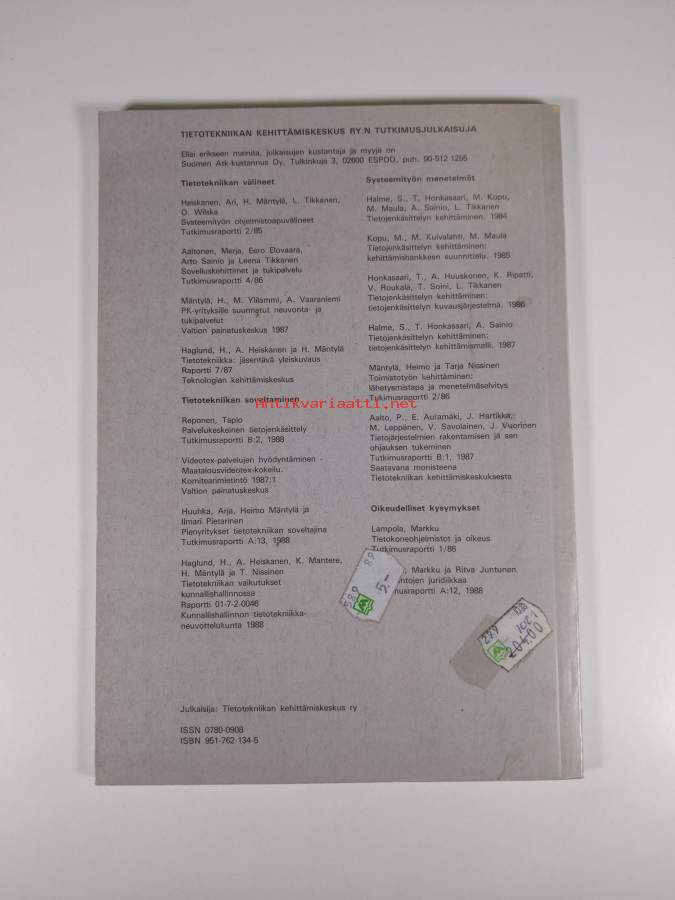 TIETOTEKNIIKAN KEHITTÄMISKESKUS RY:N TUTKIMUSJULKAISUJA
Ellei erikseen mainita, julkaisujen kustantaja ja myyjä on
Suomen Atk-kustannus Oy, Tulkinkuja 3, 02600 ESPOO, puh. 90-512 1255
Tietotekniikan välineet
Heiskanen, Ari, H. Mäntylä, L. Tikkanen,
O. Wilska
Systeemityön ohjelmistoapuvälineet
Tutkimusraportti 2/85
Aaltonen, Merja, Eero Elovaara,
Arto Sainio ja Leena Tikkanen
Sovelluskehittimet ja tukipalvelu
Tutkimusraportti 4/86
Mäntylä, H., M. Ylilammi, A. Vaaraniemi
PK-yrityksille suunnatut neuvonta- ja
tukipalvelut
Valtion painatuskeskus 1987
Haglund, H., A. Heiskanen ja H. Mäntylä
Tietotekniikka: jäsentävä yleiskuvaus
Raportti 7/87
Teknologien kehittämiskeskus
Tietotekniikan soveltaminen
Reponen, Tapio
Palvelukeskeinen tietojenkäsittely
Tutkimusraportti B:2, 1988
Videotex-palvelujen hyödyntäminen -
Maatalousvideotex-kokeilu.
Komiteanmietintö 1987:1
Valtion painatuskeskus
Huuhka, Arja, Heimo Mäntylä ja
Ilmari Pietarinen
Pienyritykset tietotekniikan soveltajina
Tutkimusraportti A:13, 1988
Haglund, H., A. Heiskanen, K. Mantere,
H. Mäntylä ja T. Nissinen
Tietotekniikan vaikutukset
kunnallishallinnossa
Raportti 01-7-2-0046
Kunnallishallinnon tietotekniikka-
neuvottelukunta 1988
Systeemityön menetelmät
Halme, S., T. Honkasaari, M. Kopu,
M. Maula, A. Sainio, L. Tikkanen
Tietojenkäsittelyn kehittäminen, 1984
Kopu, M., M. Kuivalahti, M. Maula
Tietojenkäsittelyn kehittäminen:
kehittämishankkeen suunnittelu. 1985
Honkasaari, T., A. Huuskonen, K. Ripatti,
V. Roukala, T. Soini, L. Tikkanen
Tietojenkäsittelyn kehittäminen:
tietojenkäsittelyn kuvausjärjestelmä. 1986
Halme, S., T. Honkasaari, A. Sainio
Tietojenkäsittelyn kehittäminen:
tietojenkäsittelyn kehittämismalli. 1987
Mäntylä, Heimo ja Tarja Nissinen
Toimistotyön kehittäminen:
lähetysmistapa ja menetelmäselvitys
Tukimusraportti 2/86
Aalto, P., E. Auramäki, J. Hartikka,
M. Leppänen, V. Savolainen, J. Vuorinen
Tietojärjestelmien rakentamisen ja sen
ohjauksen tukeminen
Tutkimusraportti B:1, 1987
Saatavana monisteena
Tietotekniikan kehittämiskeskuksesta
Oikeudelliset kysymykset
Lampola, Markku
Tietokoneohjelmistot ja oikeus
Tutkimusraportti 1/86
Markku ja Ritva Juntunen
juridiikkaa
A:12, 1988
589
5.-
Antikvariaatti.net
Julkaisija: Tietotekniikan kehittämiskeskus ry
ISSN 0780-0908
ISBN 951-762-134-5